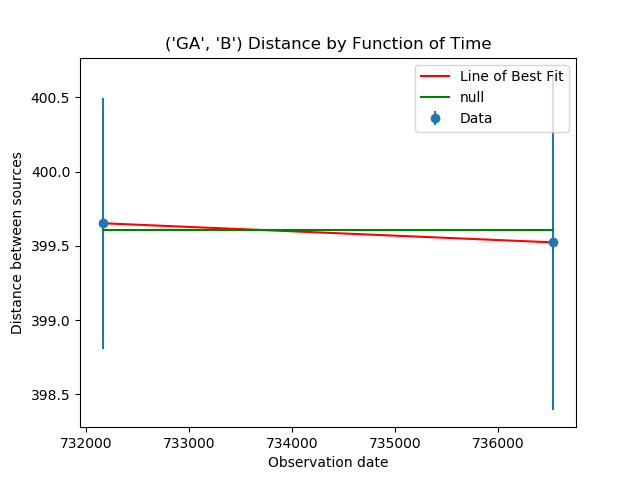 ('GA', 'B') Distance by Function of Time
Line of Best Fit
null
Data
Distance between sources
400.5
400.0
399.5
399.0
398.5
732000 733000 734000 735000 736000
Observation date